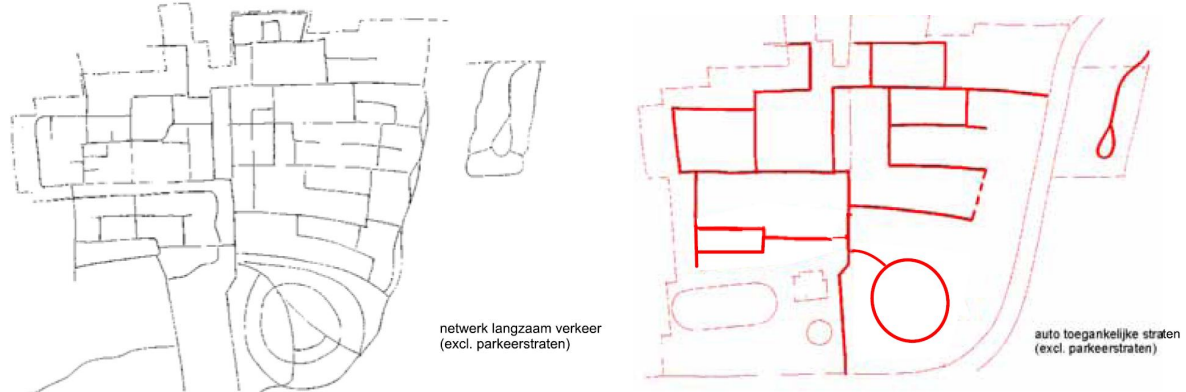 netwerk langzaam verkeer
(excl. parkeerstraten)
auto toegankelijke straten
(excl. parkeerstraten)